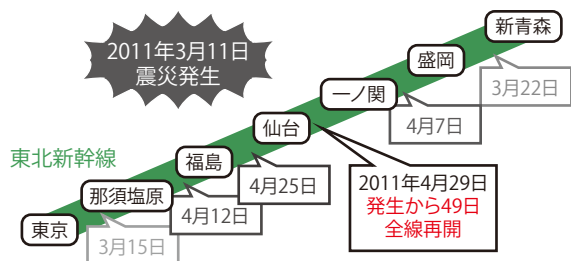 2011年3月11日
震災発生
新青森
盛岡
3月22日
一ノ関
4月7日
仙台
2011年4月29日
発生から49日
全線再開
東北新幹線
福島
4月25日
那須塩原
4月12日
東京
3月15日